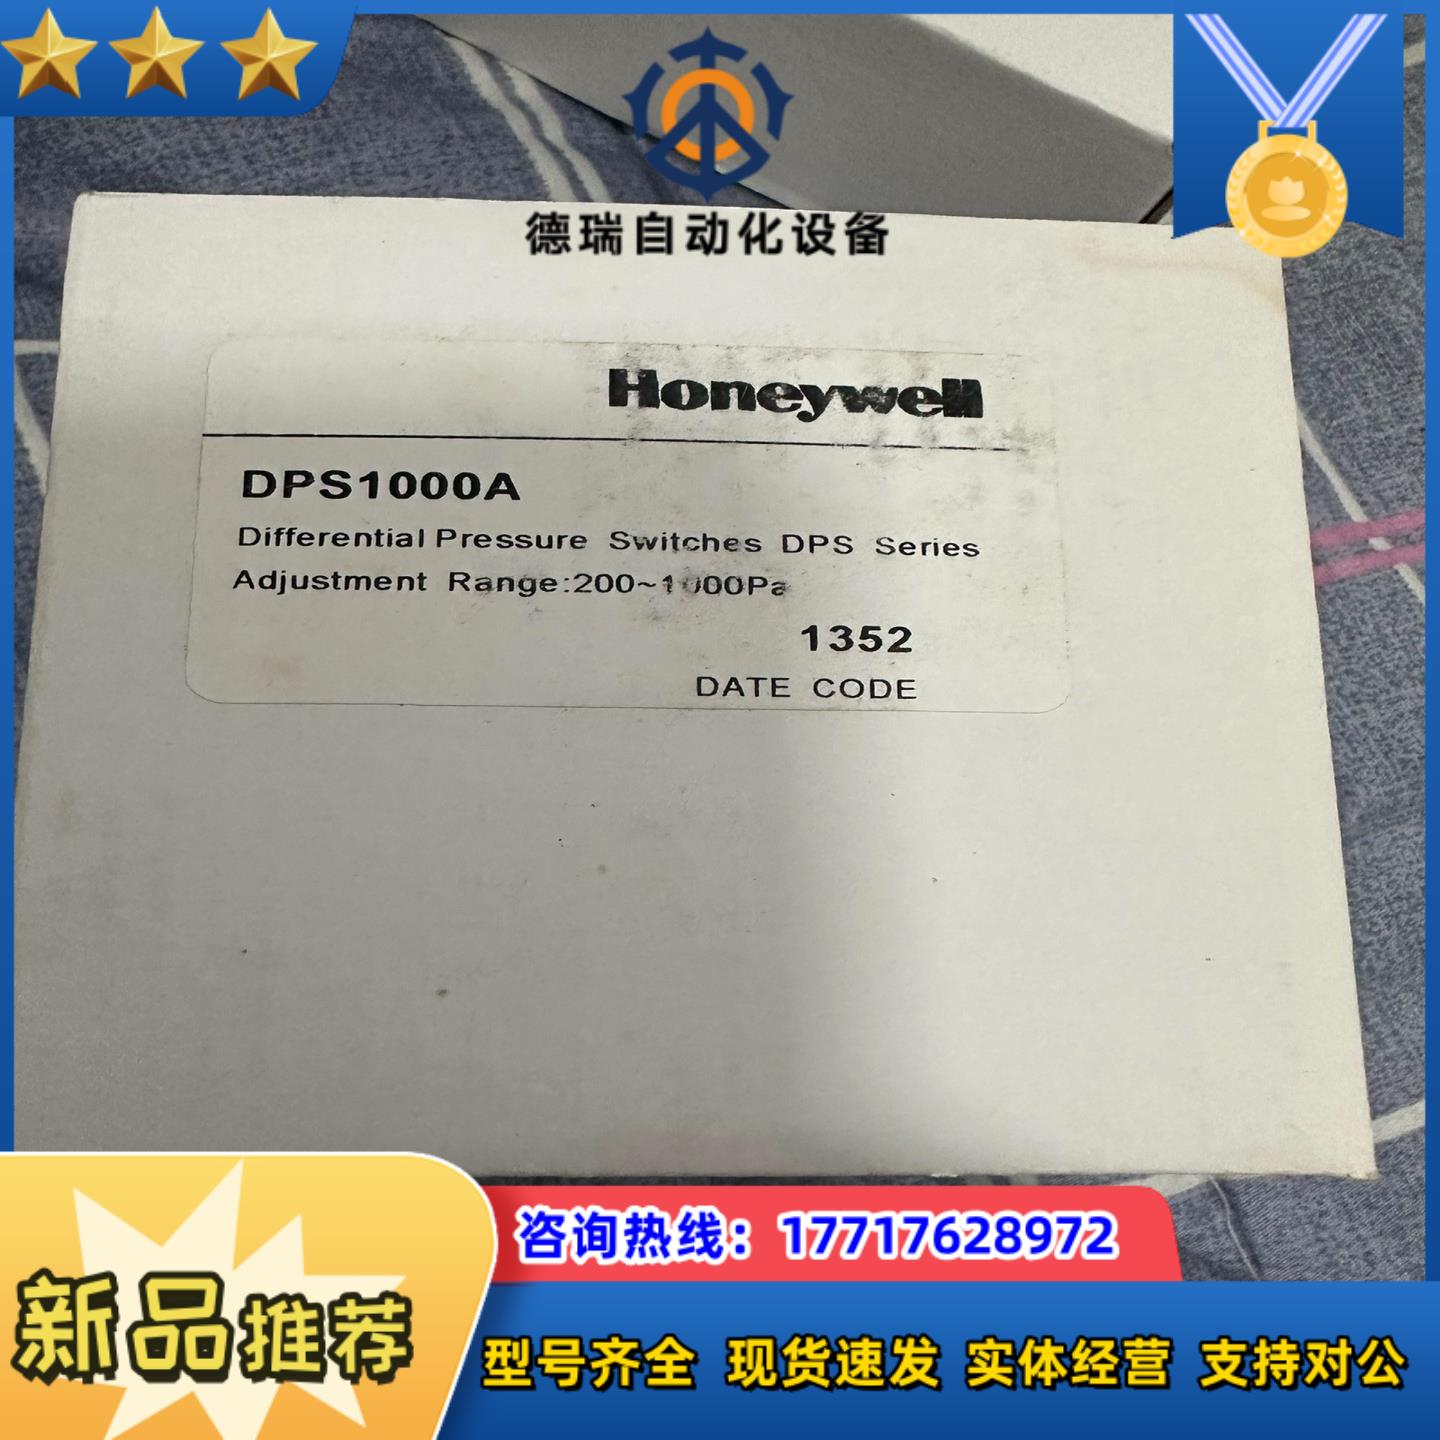 德瑞自动化设备
Honeywell
DPS1000A
Differential Pressure Switches DPS Series
Adjustment Range:200~1000Pa
1352
DATE CODE
咨询热线：17717628972
新品推荐
型号齐全 现货速发 实体经营 支持对公